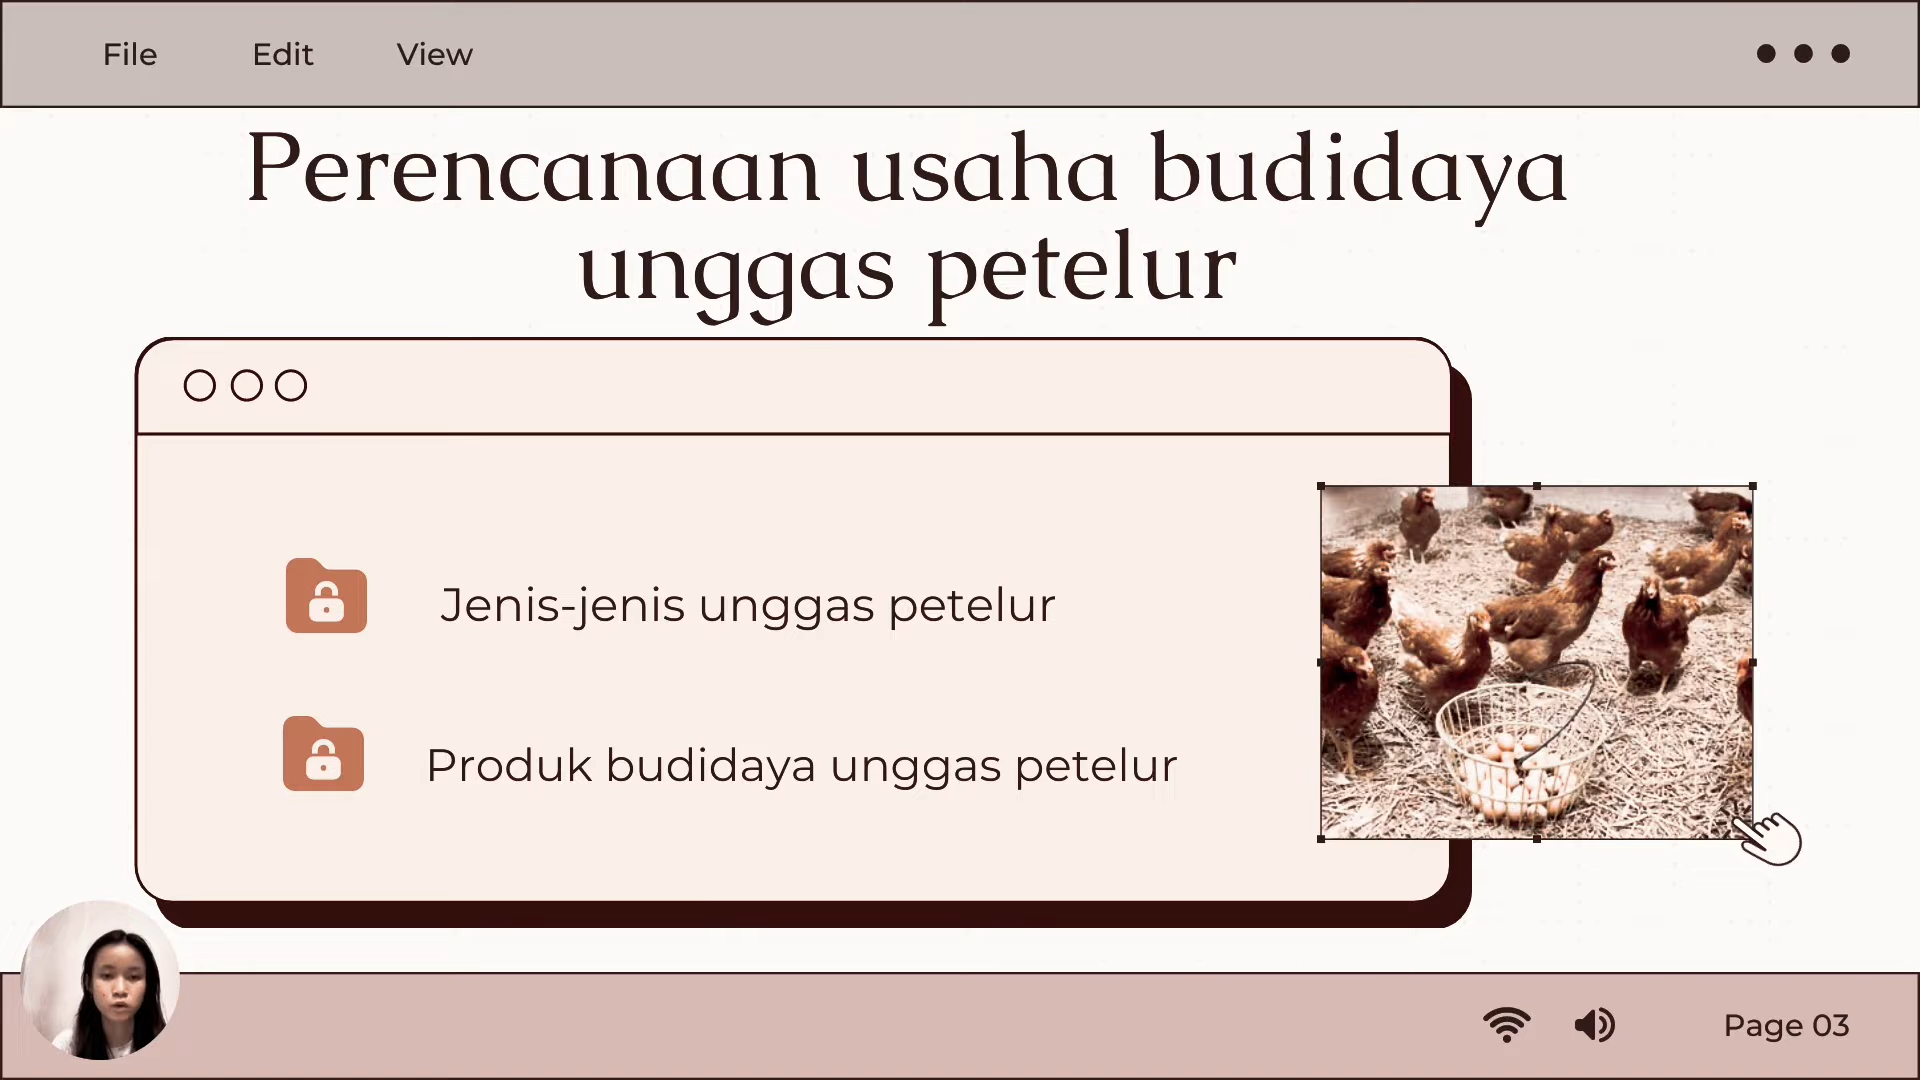 File Edit View
Perencanaan usaha budidaya
unggas petelur
Jenis-jenis unggas petelur
Produk budidaya unggas petelur
Page 03